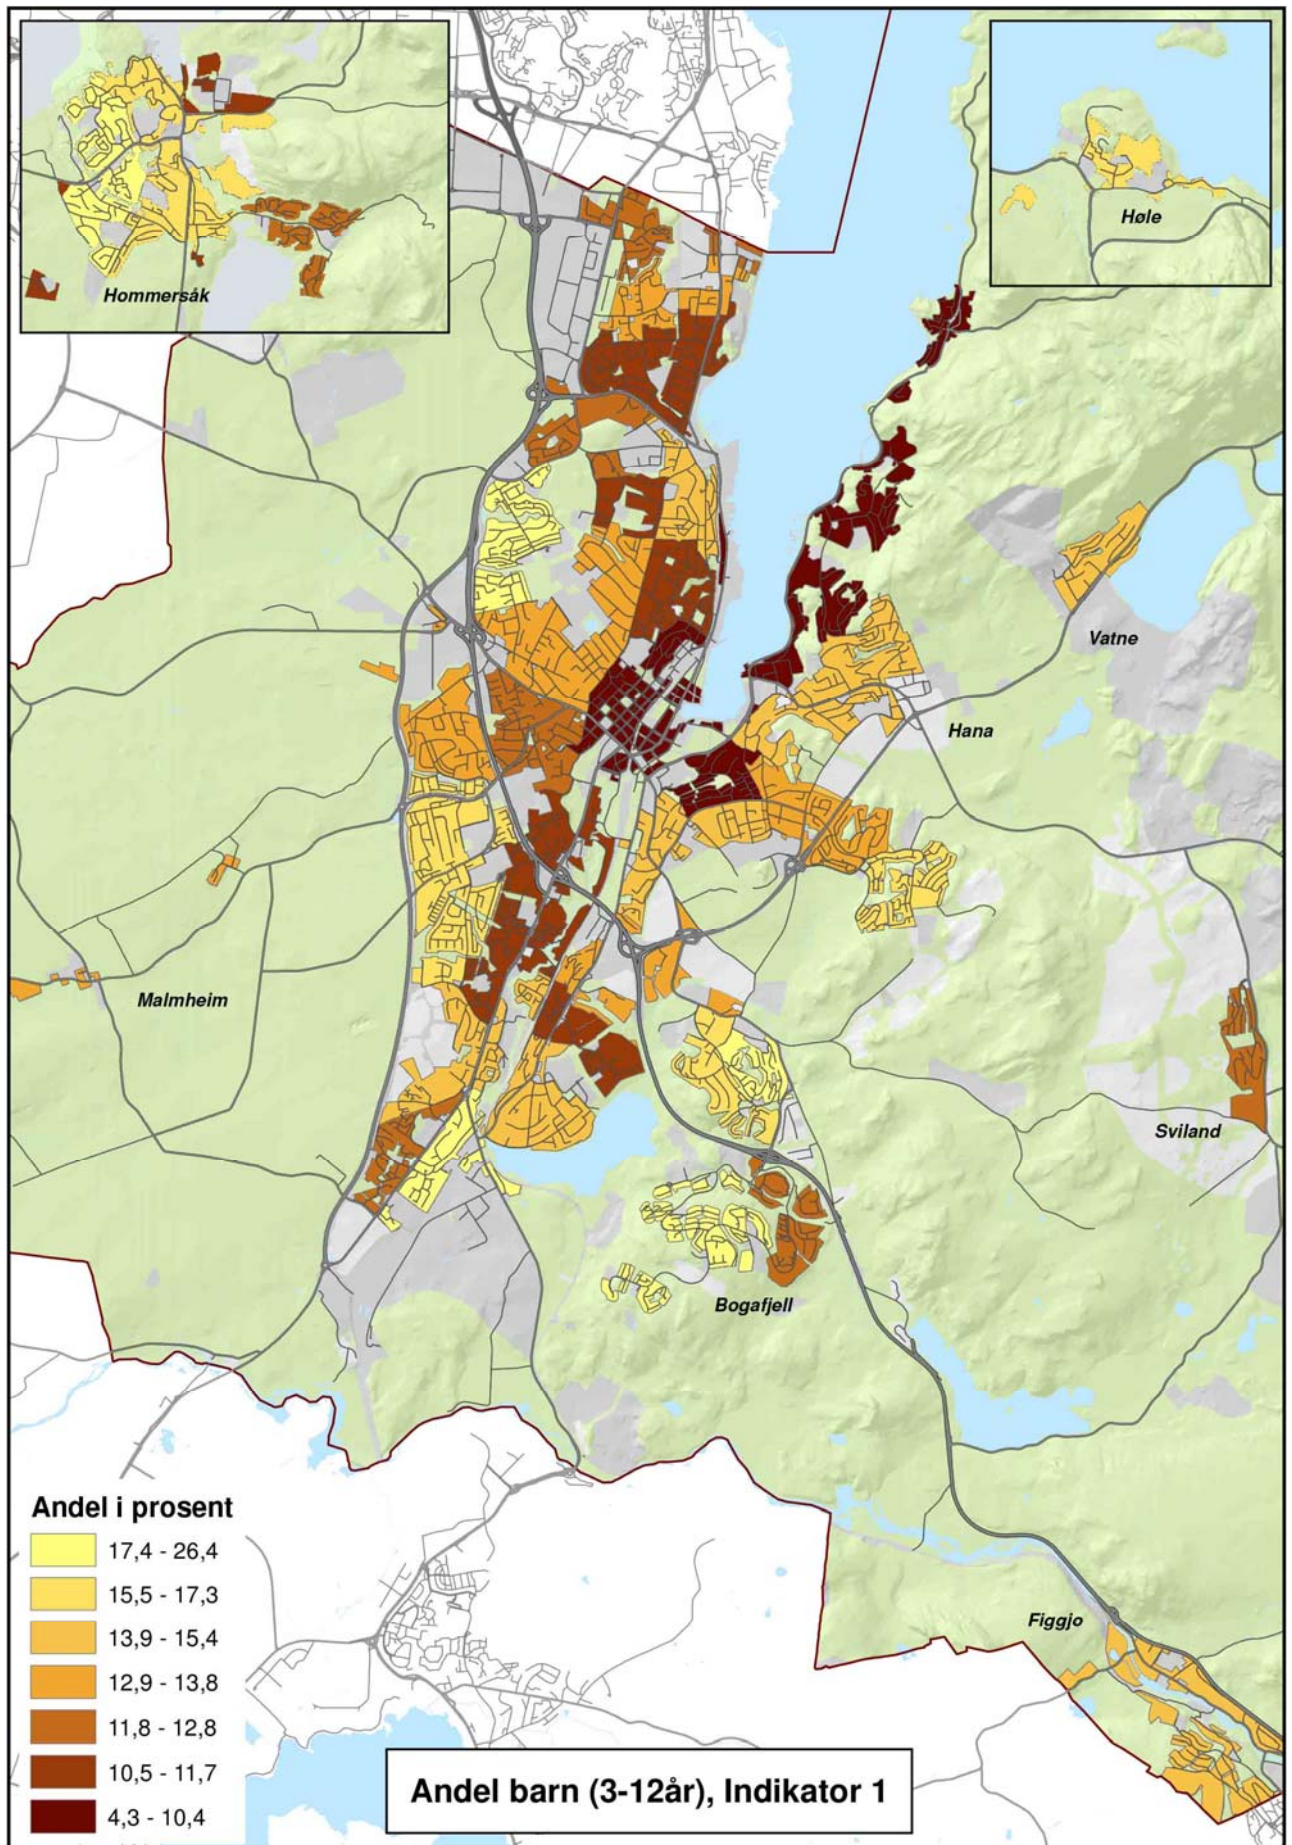 Hommersåk
Høle
Vatne
Hana
Malmheim
Sviland
Bogafjell
Figgjo
Andel i prosent
17,4 - 26,4
15,5 - 17,3
13,9 - 15,4
12,9 - 13,8
11,8 - 12,8
10,5 - 11,7
4,3 - 10,4
Andel barn (3-12år), Indikator 1